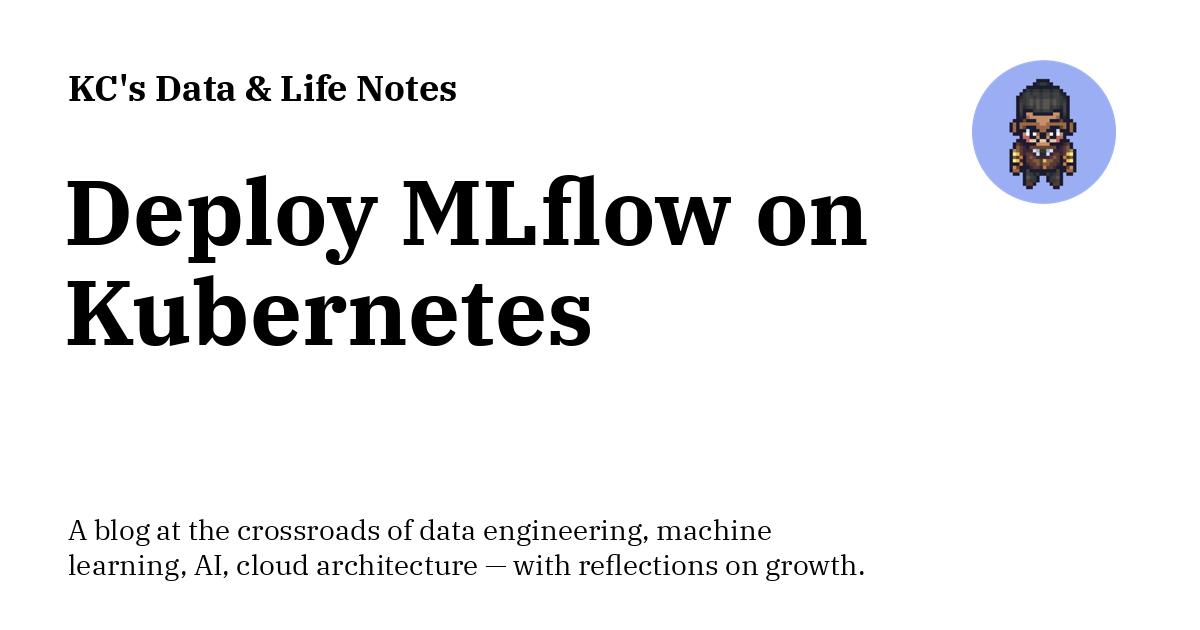 KC's Data & Life Notes
Deploy MLflow on
Kubernetes
A blog at the crossroads of data engineering, machine
learning, AI, cloud architecture — with reflections on growth.